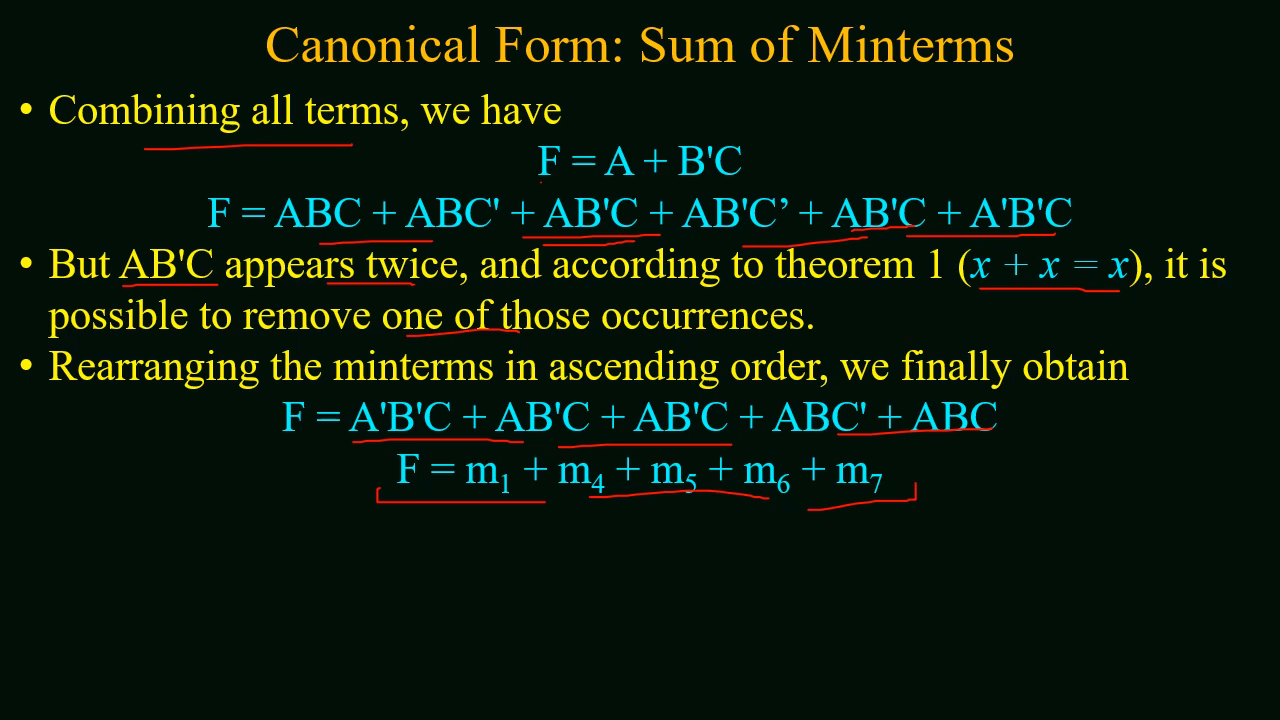 Canonical Form: Sum of Minterms
• Combining all terms, we have
F = A + B'C
F = ABC + ABC' + AB'C + AB'C’ + AB'C + A'B'C
• But AB'C appears twice, and according to theorem 1 (x + x = x), it is
possible to remove one of those occurrences.
• Rearranging the minterms in ascending order, we finally obtain
F = A'B'C + AB'C + AB'C + ABC' + ABC
F = m₁ + m₄ + m₅ + m₆ + m₇